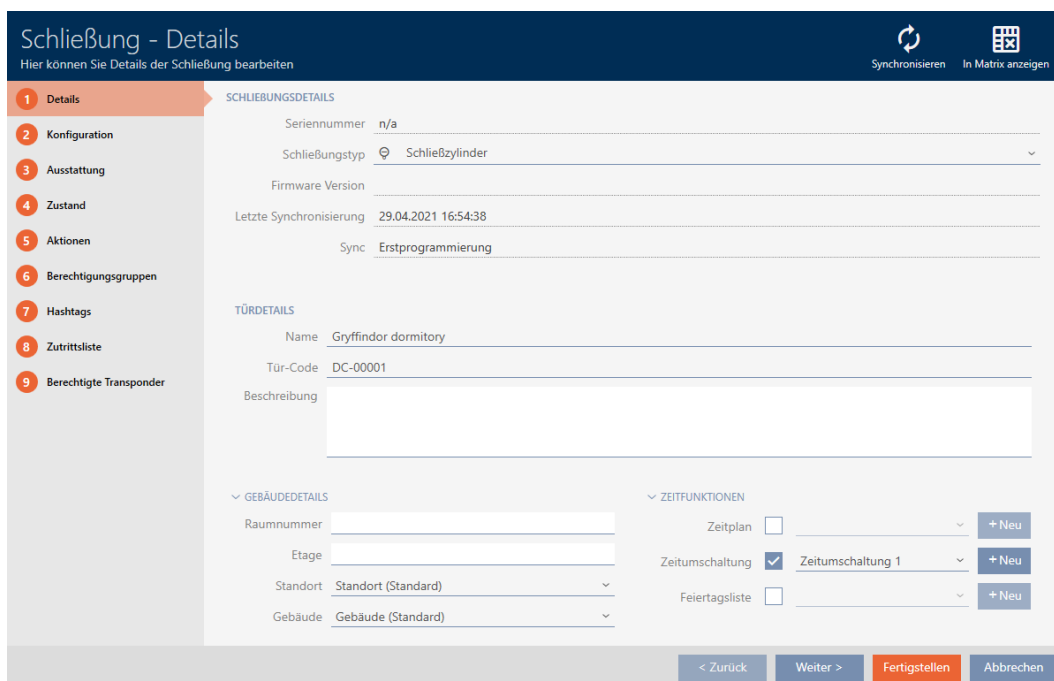 Schließung - Details
Hier können Sie Details der Schließung bearbeiten
Synchronisieren
In Matrix anzeigen
1 Details
2 Konfiguration
3 Ausstattung
4 Zustand
5 Aktionen
6 Berechtigungsgruppen
7 Hashtags
8 Zutrittsliste
9 Berechtigte Transponder
SCHLIEßUNGSDETAILS
Seriennummer n/a
Schließungstyp Schließzylinder
Firmware Version
Letzte Synchronisierung 29.04.2021 16:54:38
Sync Erstprogrammierung
TÜRDETAILS
Name Gryffindor dormitory
Tür-Code DC-00001
Beschreibung
GEBÄUDEDETAILS
Raumnummer
Etage
Standort Standort (Standard)
Gebäude Gebäude (Standard)
ZEITFUNKTIONEN
Zeitplan +Neu
Zeitumschaltung Zeitumschaltung 1 +Neu
Feiertagsliste +Neu
< Zurück
Weiter >
Fertigstellen
Abbrechen